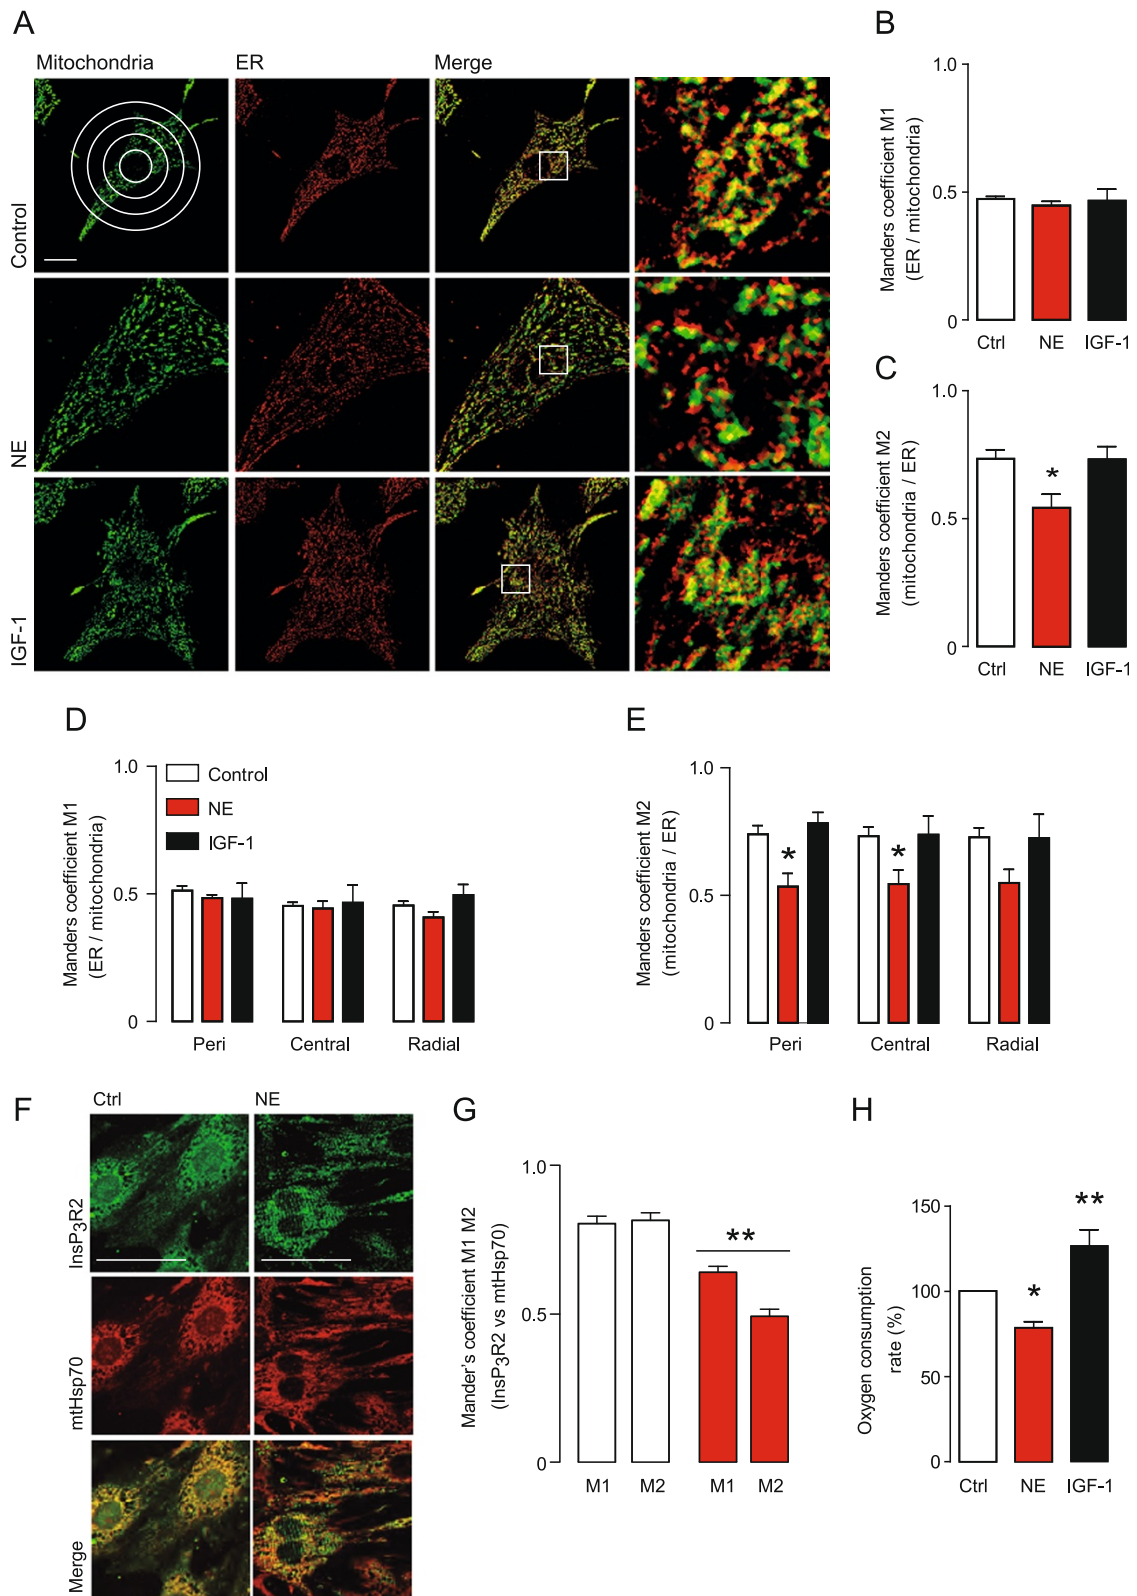 A
Mitochondria
ER
Merge
Control
NE
IGF-1
B
Manders coefficient M1
(ER / mitochondria)
1.0
0.5
0
Ctrl
NE
IGF-1
C
Manders coefficient M2
(mitochondria / ER)
1.0
0.5
0
*
Ctrl
NE
IGF-1
D
Manders coefficient M1
(ER / mitochondria)
1.0
0.5
0
Control
NE
IGF-1
Peri
Central
Radial
E
Manders coefficient M2
(mitochondria / ER)
1.0
0.5
0
*
*
Peri
Central
Radial
F
Ctrl
NE
InsP3R2
mtHsp70
Merge
G
Mander's coefficient M1 M2
(InsP3R2 vs mtHsp70)
1.0
0.5
0
**
M1
M2
M1
M2
H
Oxygen consumption
rate (%)
150
100
50
0
*
**
Ctrl
NE
IGF-1